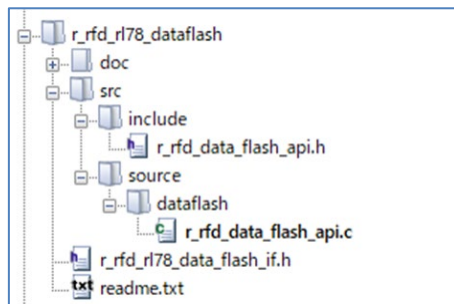 r_rfd_rl78_dataflash
doc
src
include
r_rfd_data_flash_api.h
source
dataflash
r_rfd_data_flash_api.c
r_rfd_rl78_data_flash_if.h
readme.txt